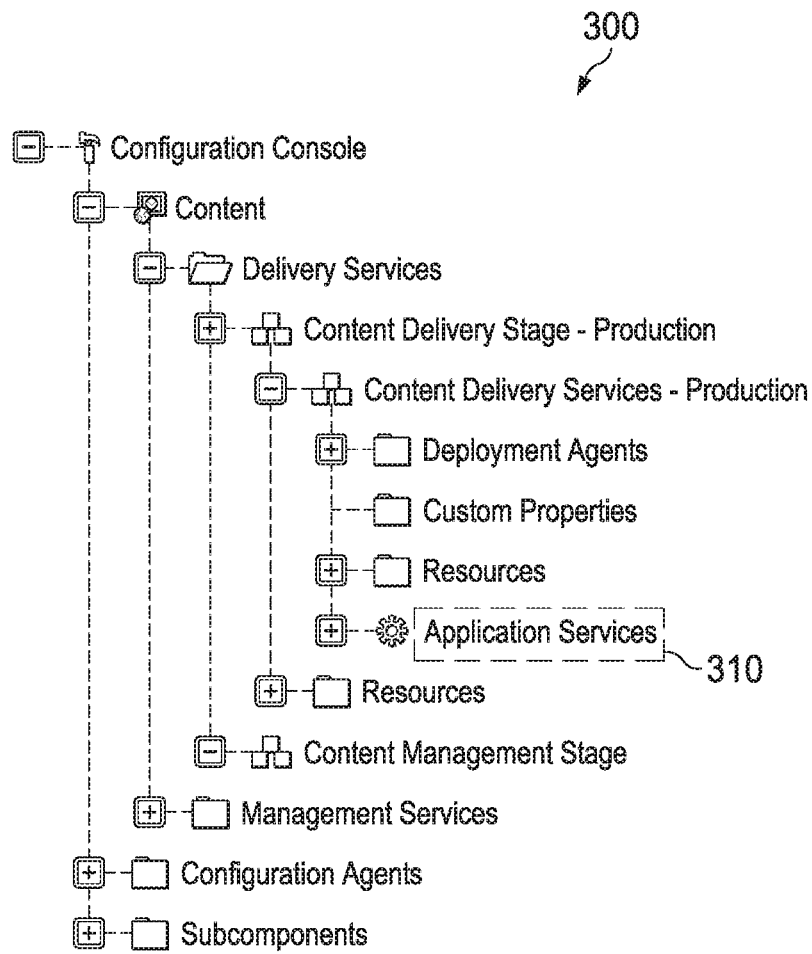 300
Configuration Console
Content
Delivery Services
Content Delivery Stage - Production
Content Delivery Services - Production
Deployment Agents
Custom Properties
Resources
Application Services
310
Resources
Content Management Stage
Management Services
Configuration Agents
Subcomponents